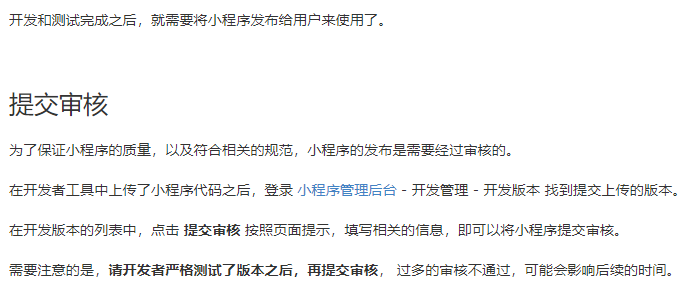 开发和测试完成之后，就需要将小程序发布给用户来使用了。
提交审核
为了保证小程序的质量，以及符合相关的规范，小程序的发布是需要经过审核的。
在开发者工具中上传了小程序代码之后，登录 小程序管理后台 - 开发管理 - 开发版本 找到提交上传的版本。
在开发版本的列表中，点击 提交审核 按照页面提示，填写相关的信息，即可以将小程序提交审核。
需要注意的是，请开发者严格测试了版本之后，再提交审核， 过多的审核不通过，可能会影响后续的时间。